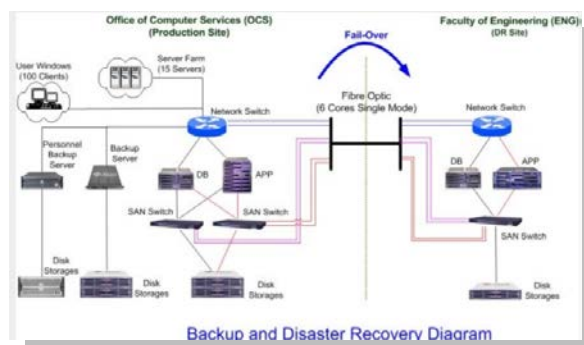 Office of Computer Services (OCS)
(Production Site)
Faculty of Engineering (ENG)
(DR Site)
Fail-Over
User Windows
(100 Clients)
Server Farm
(15 Servers)
Network Switch
Fibre Optic
(6 Cores Single Mode)
Network Switch
Personnel
Backup
Server
Backup
Server
DB
APP
DB
APP
SAN Switch
SAN Switch
SAN Switch
Disk
Storages
Disk
Storages
Disk
Storages
Disk
Storages
Backup and Disaster Recovery Diagram